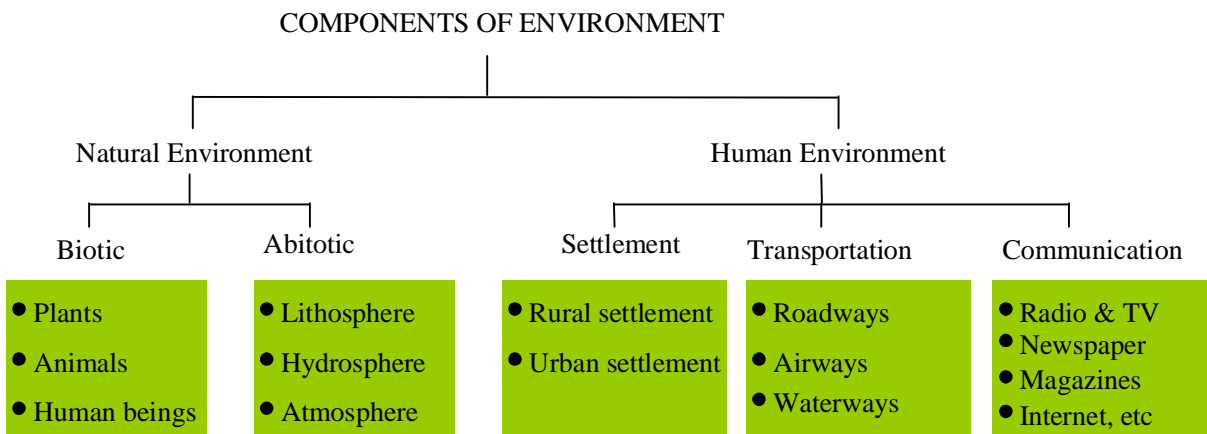 COMPONENTS OF ENVIRONMENT
Natural Environment
Human Environment
Biotic
Abitotic
Settlement
Transportation
Communication
• Plants
• Animals
• Human beings
• Lithosphere
• Hydrosphere
• Atmosphere
• Rural settlement
• Urban settlement
• Roadways
• Airways
• Waterways
• Radio & TV
• Newspaper
• Magazines
• Internet, etc